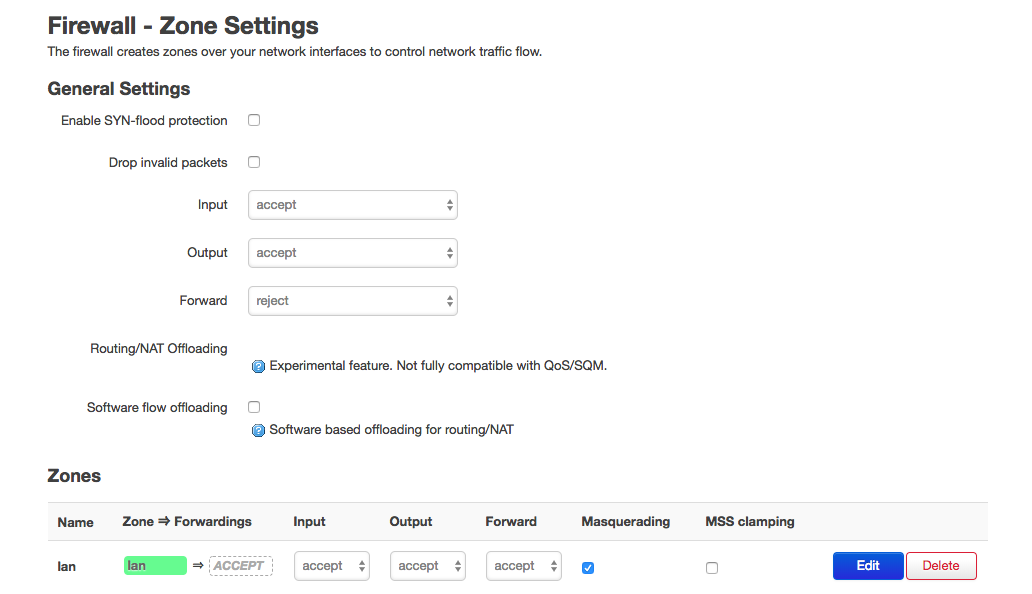 Firewall - Zone Settings
The firewall creates zones over your network interfaces to control network traffic flow.
General Settings
Enable SYN-flood protection
Drop invalid packets
Input accept
Output accept
Forward reject
Routing/NAT Offloading
Experimental feature. Not fully compatible with QoS/SQM.
Software flow offloading
Software based offloading for routing/NAT
Zones
Name Zone ⇒ Forwardings Input Output Forward Masquerading MSS clamping
lan lan ⇒ ACCEPT accept accept accept Edit Delete